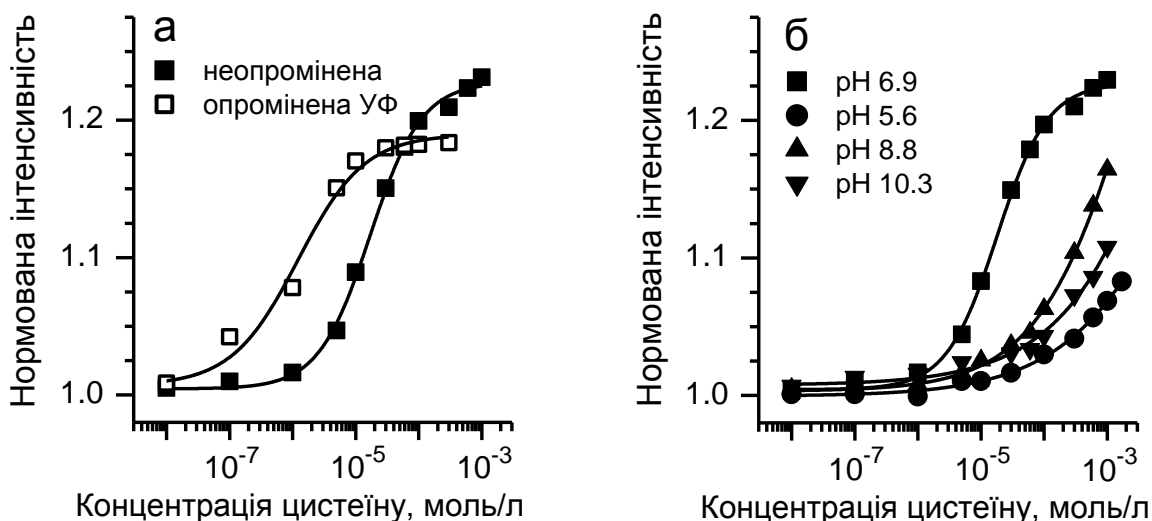 Нормована інтенсивність
а
неопромінена
опромінена УФ
1.2
1.1
1.0
10⁻⁷
10⁻⁵
10⁻³
Концентрація цистеїну, моль/л
Нормована інтенсивність
б
pH 6.9
pH 5.6
pH 8.8
pH 10.3
1.2
1.1
1.0
10⁻⁷
10⁻⁵
10⁻³
Концентрація цистеїну, моль/л